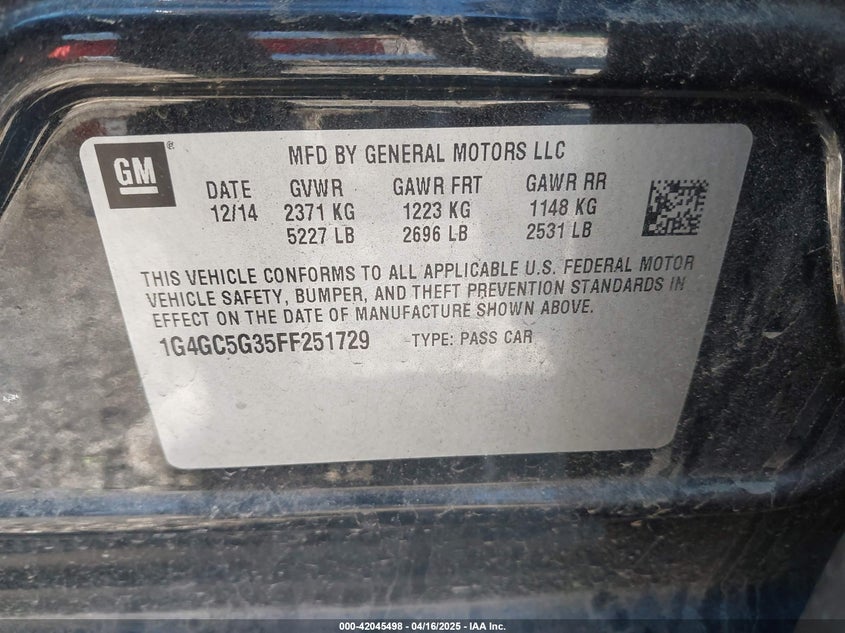 GM®
MFD BY GENERAL MOTORS LLC
DATE GVWR GAWR FRT GAWR RR
12/14 2371 KG 1223 KG 1148 KG
5227 LB 2696 LB 2531 LB
THIS VEHICLE CONFORMS TO ALL APPLICABLE U.S. FEDERAL MOTOR
VEHICLE SAFETY, BUMPER, AND THEFT PREVENTION STANDARDS IN
EFFECT ON THE DATE OF MANUFACTURE SHOWN ABOVE.
1G4GC5G35FF251729 TYPE: PASS CAR
000-42045498 - 04/16/2025 - IAA Inc.